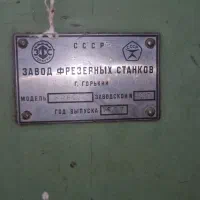 СССР
ЗАВОД ФРЕЗЕРНЫХ СТАНКОВ
Г. ГОРЬКИЙ
МОДЕЛЬ ЗАВОДСКОЙ №
ГОД ВЫПУСКА